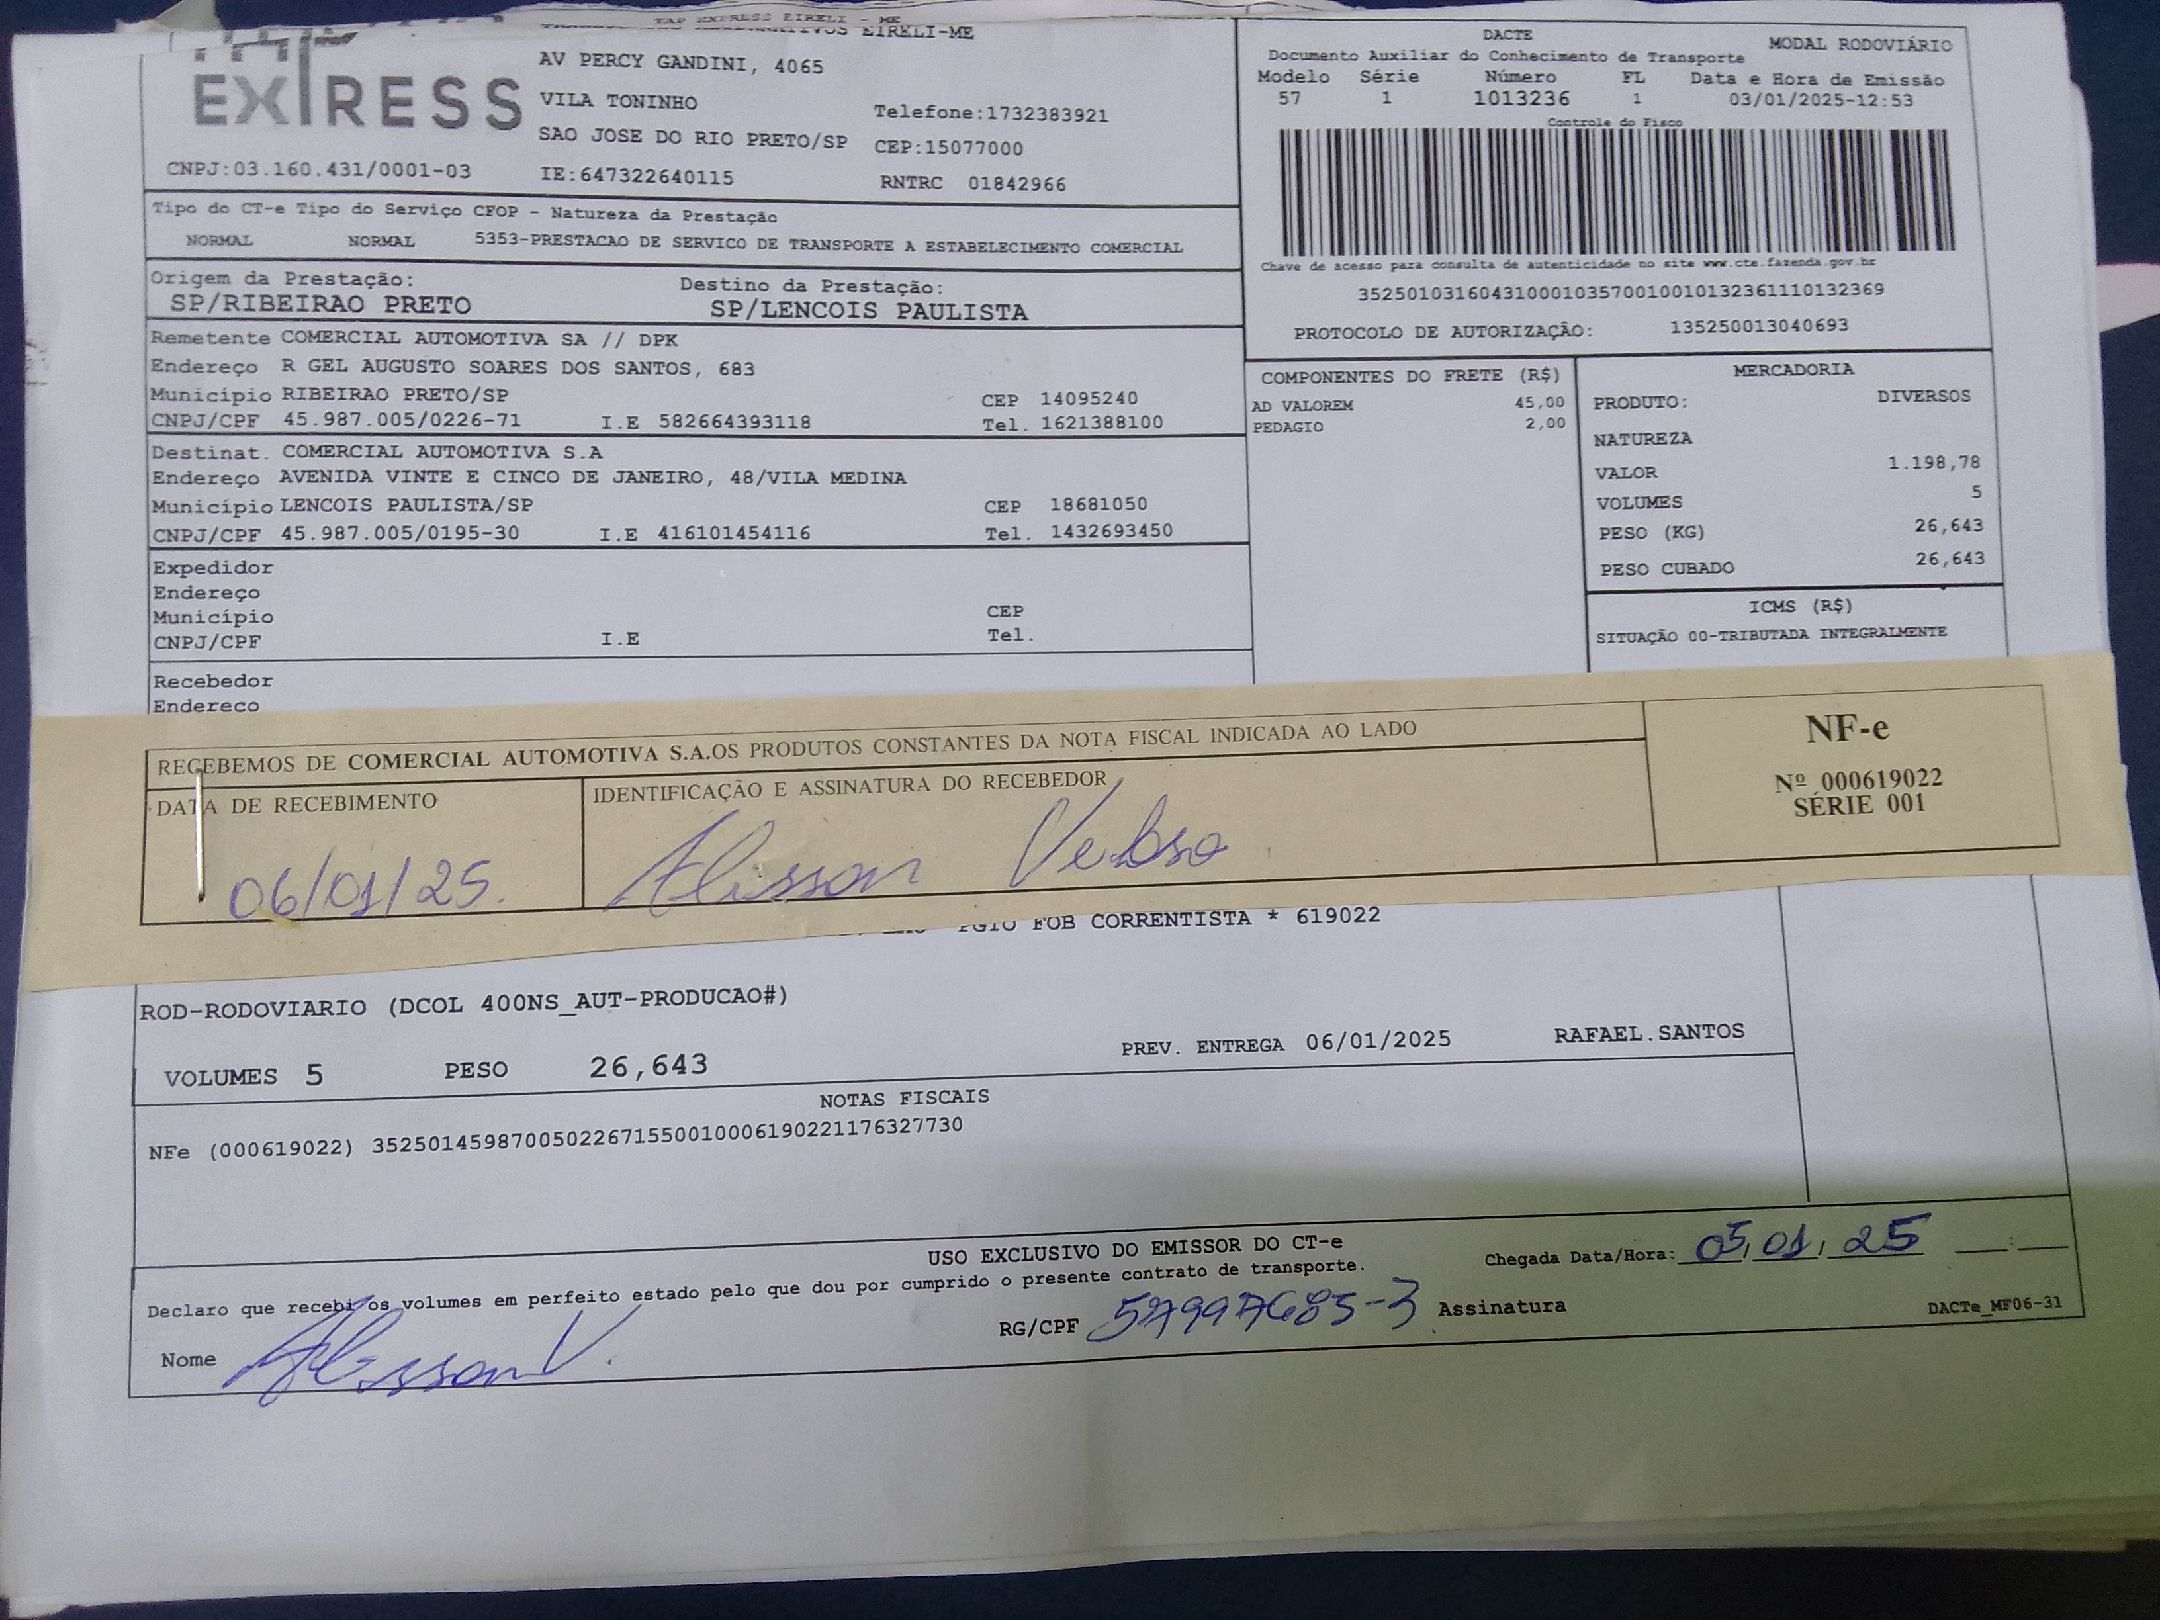 TAP EXPRESS EIRELI - ME
EIRELI-ME
EXPRESS
AV PERCY GANDINI, 4065
VILA TONINHO
Telefone:1732383921
SAO JOSE DO RIO PRETO/SP CEP:15077000
CNPJ:03.160.431/0001-03 IE:647322640115 RNTRC 01842966
DACTE
Documento Auxiliar do Conhecimento de Transporte MODAL RODOVIÁRIO
Modelo Série Número FL Data e Hora de Emissão
57 1 1013236 1 03/01/2025-12:53
Controle do Fisco
Chave de acesso para consulta de autenticidade no site www.cte.fazenda.gov.br
35250103160431000103570010010132361110132369
PROTOCOLO DE AUTORIZAÇÃO: 135250013040693
Tipo do CT-e Tipo do Serviço CFOP - Natureza da Prestação
NORMAL NORMAL 5353-PRESTACAO DE SERVICO DE TRANSPORTE A ESTABELECIMENTO COMERCIAL
Origem da Prestação: Destino da Prestação:
SP/RIBEIRAO PRETO SP/LENCOIS PAULISTA
Remetente COMERCIAL AUTOMOTIVA SA // DPK
Endereço R GEL AUGUSTO SOARES DOS SANTOS, 683
Município RIBEIRAO PRETO/SP CEP 14095240
CNPJ/CPF 45.987.005/0226-71 I.E 582664393118 Tel. 1621388100
Destinat. COMERCIAL AUTOMOTIVA S.A
Endereço AVENIDA VINTE E CINCO DE JANEIRO, 48/VILA MEDINA
Município LENCOIS PAULISTA/SP CEP 18681050
CNPJ/CPF 45.987.005/0195-30 I.E 416101454116 Tel. 1432693450
Expedidor
Endereço
Município CEP
CNPJ/CPF I.E Tel.
Recebedor
Endereco
COMPONENTES DO FRETE (R$)
AD VALOREM 45,00
PEDAGIO 2,00
MERCADORIA
PRODUTO: DIVERSOS
NATUREZA
VALOR 1.198,78
VOLUMES 5
PESO (KG) 26,643
PESO CUBADO 26,643
ICMS (R$)
SITUAÇÃO 00-TRIBUTADA INTEGRALMENTE
RECEBEMOS DE COMERCIAL AUTOMOTIVA S.A.OS PRODUTOS CONSTANTES DA NOTA FISCAL INDICADA AO LADO
DATA DE RECEBIMENTO IDENTIFICAÇÃO E ASSINATURA DO RECEBEDOR
06/01/25. Alisson Veloso
NF-e
Nº 000619022
SÉRIE 001
PGTO FOB CORRENTISTA * 619022
ROD-RODOVIARIO (DCOL 400NS_AUT-PRODUCAO#)
VOLUMES 5 PESO 26,643 PREV. ENTREGA 06/01/2025 RAFAEL.SANTOS
NOTAS FISCAIS
NFe (000619022) 35250145987005022671550010006190221176327730
USO EXCLUSIVO DO EMISSOR DO CT-e
Chegada Data/Hora: 05,01,25 ___:___
Declaro que recebi os volumes em perfeito estado pelo que dou por cumprido o presente contrato de transporte.
Nome Alisson V. RG/CPF 57997685-3 Assinatura
DACTe_MF06-31